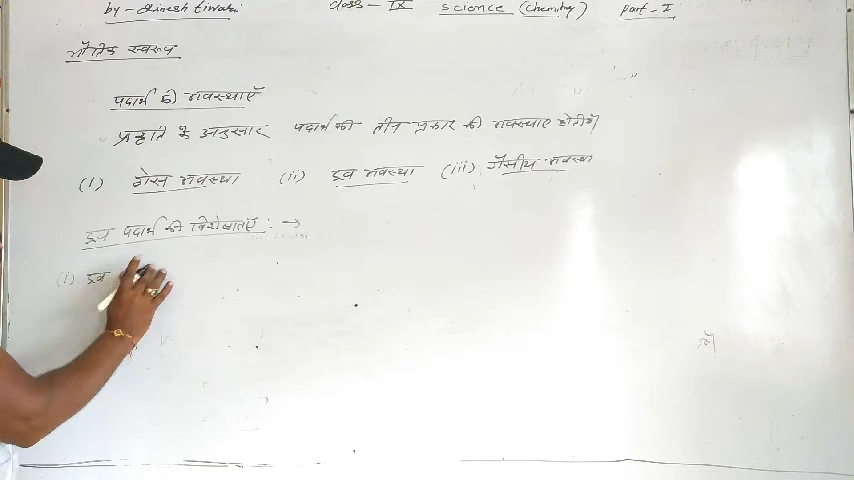 by - Dinesh Tiwari Class - IX Science (Chemistry) Part - I
भौतिक स्वरूप
पदार्थ की अवस्थाएँ
प्रकृति के अनुसार पदार्थ की तीन प्रकार की अवस्थाए होती हैं
(i) ठोस अवस्था (ii) द्रव अवस्था (iii) गैसीय अवस्था
द्रव पदार्थ की विशेषताएँ : →
(i) द्रव